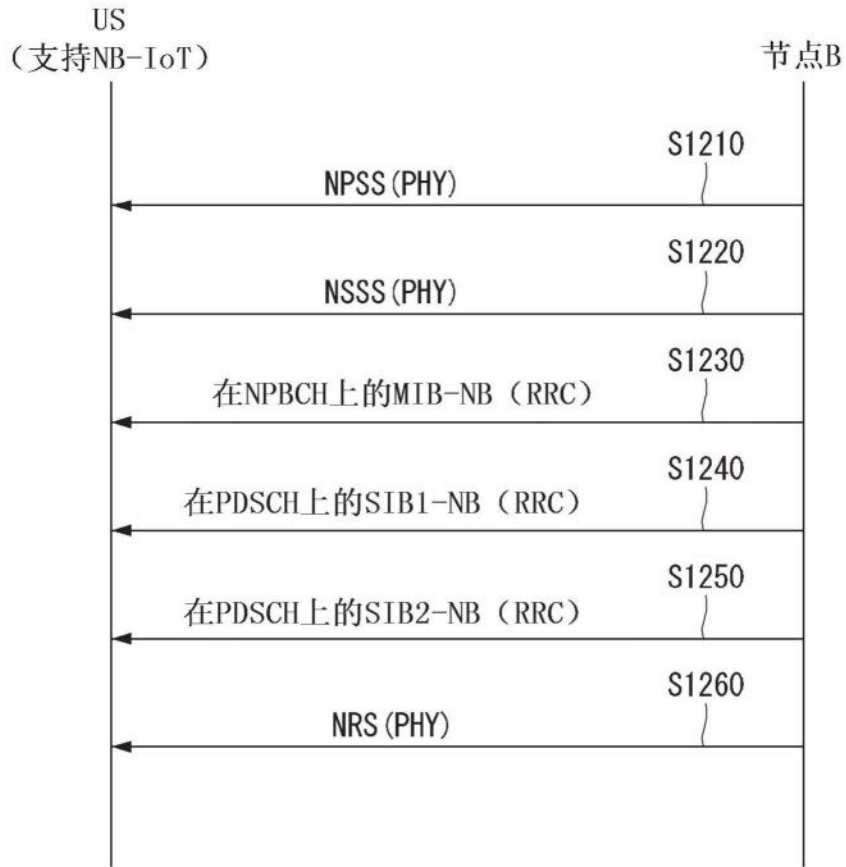 US
(支持NB-IoT)
节点B
S1210
NPSS(PHY)
S1220
NSSS(PHY)
S1230
在NPBCH上的MIB-NB（RRC）
S1240
在PDSCH上的SIB1-NB（RRC）
S1250
在PDSCH上的SIB2-NB（RRC）
S1260
NRS(PHY)